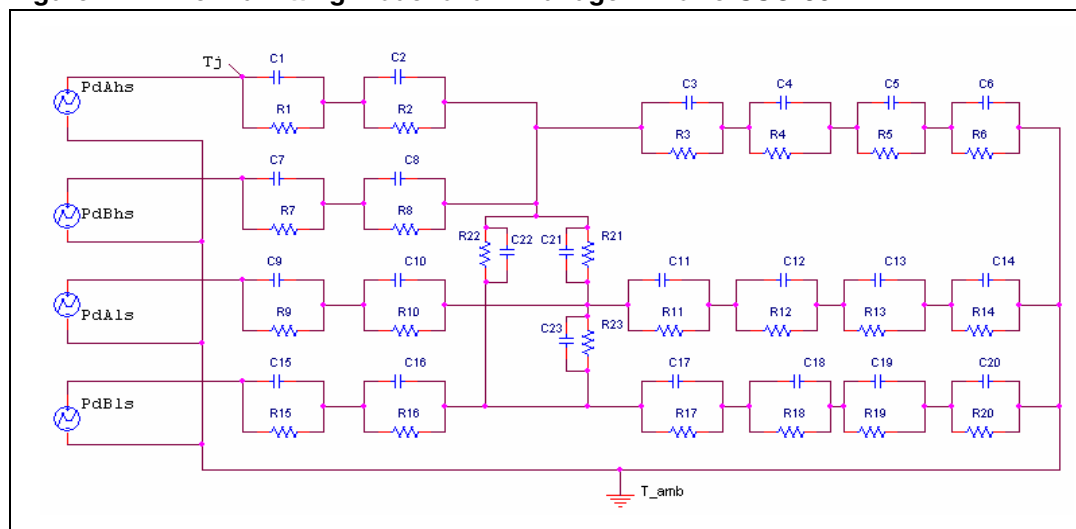 Tj
C1
C2
PdAhs
R1
R2
C3
C4
C5
C6
R3
R4
R5
R6
C7
C8
PdBhs
R7
R8
R22
C22
C21
R21
C9
C10
PdAls
R9
R10
C11
C12
C13
C14
R11
R12
R13
R14
C23
R23
C15
C16
PdBls
R15
R16
C17
C18
C19
C20
R17
R18
R19
R20
T_amb